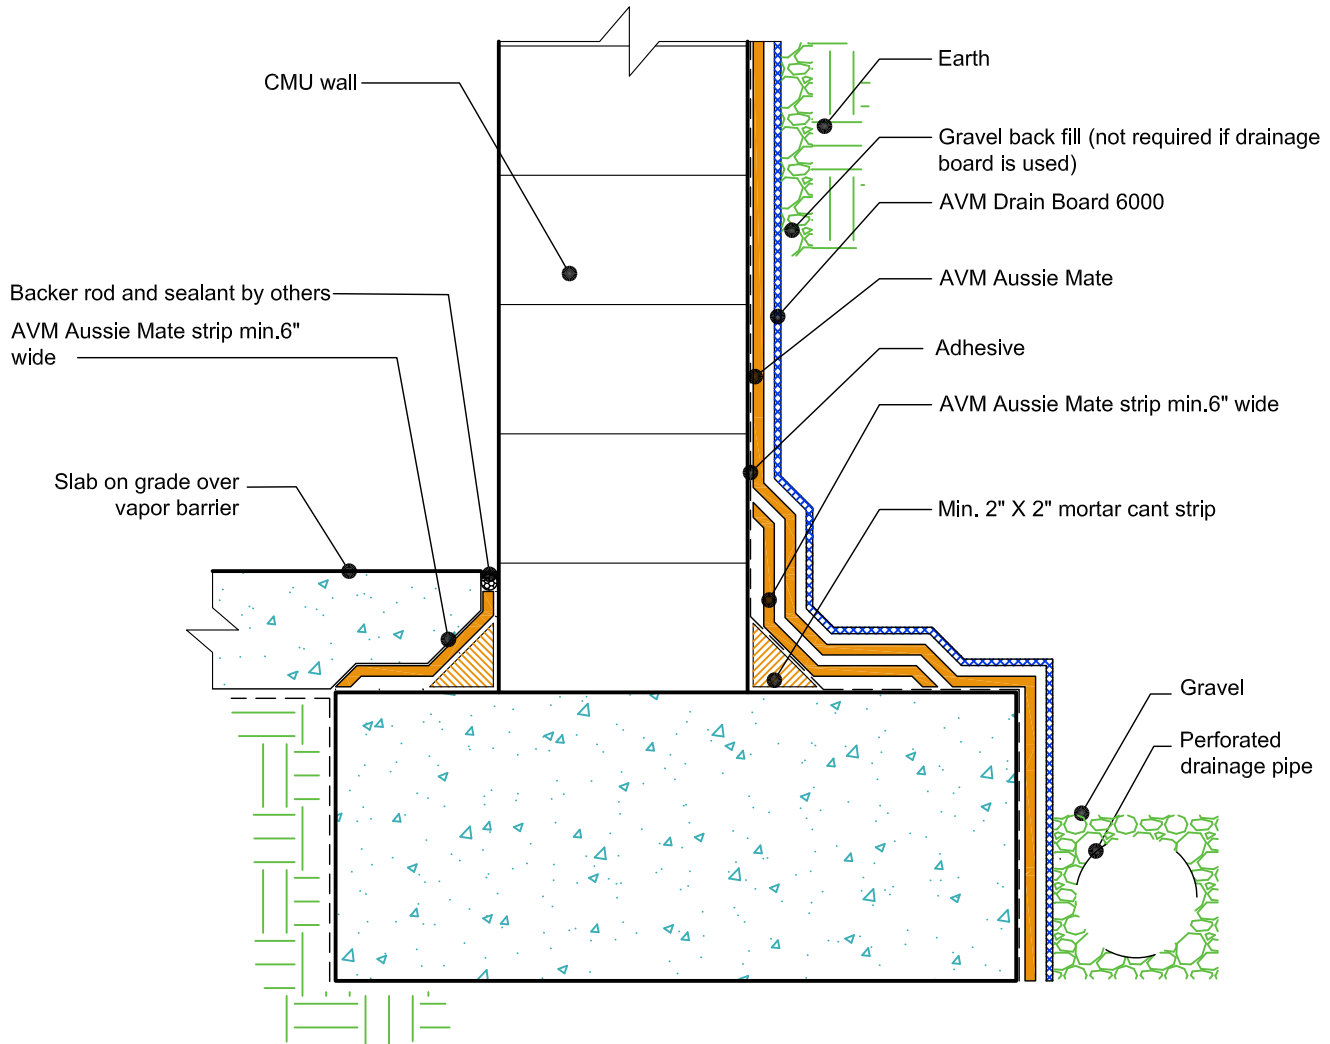 CMU wall
Earth
Gravel back fill (not required if drainage
board is used)
AVM Drain Board 6000
AVM Aussie Mate
Backer rod and sealant by others
AVM Aussie Mate strip min.6"
wide
Adhesive
AVM Aussie Mate strip min.6" wide
Slab on grade over
vapor barrier
Min. 2" X 2" mortar cant strip
Gravel
Perforated
drainage pipe